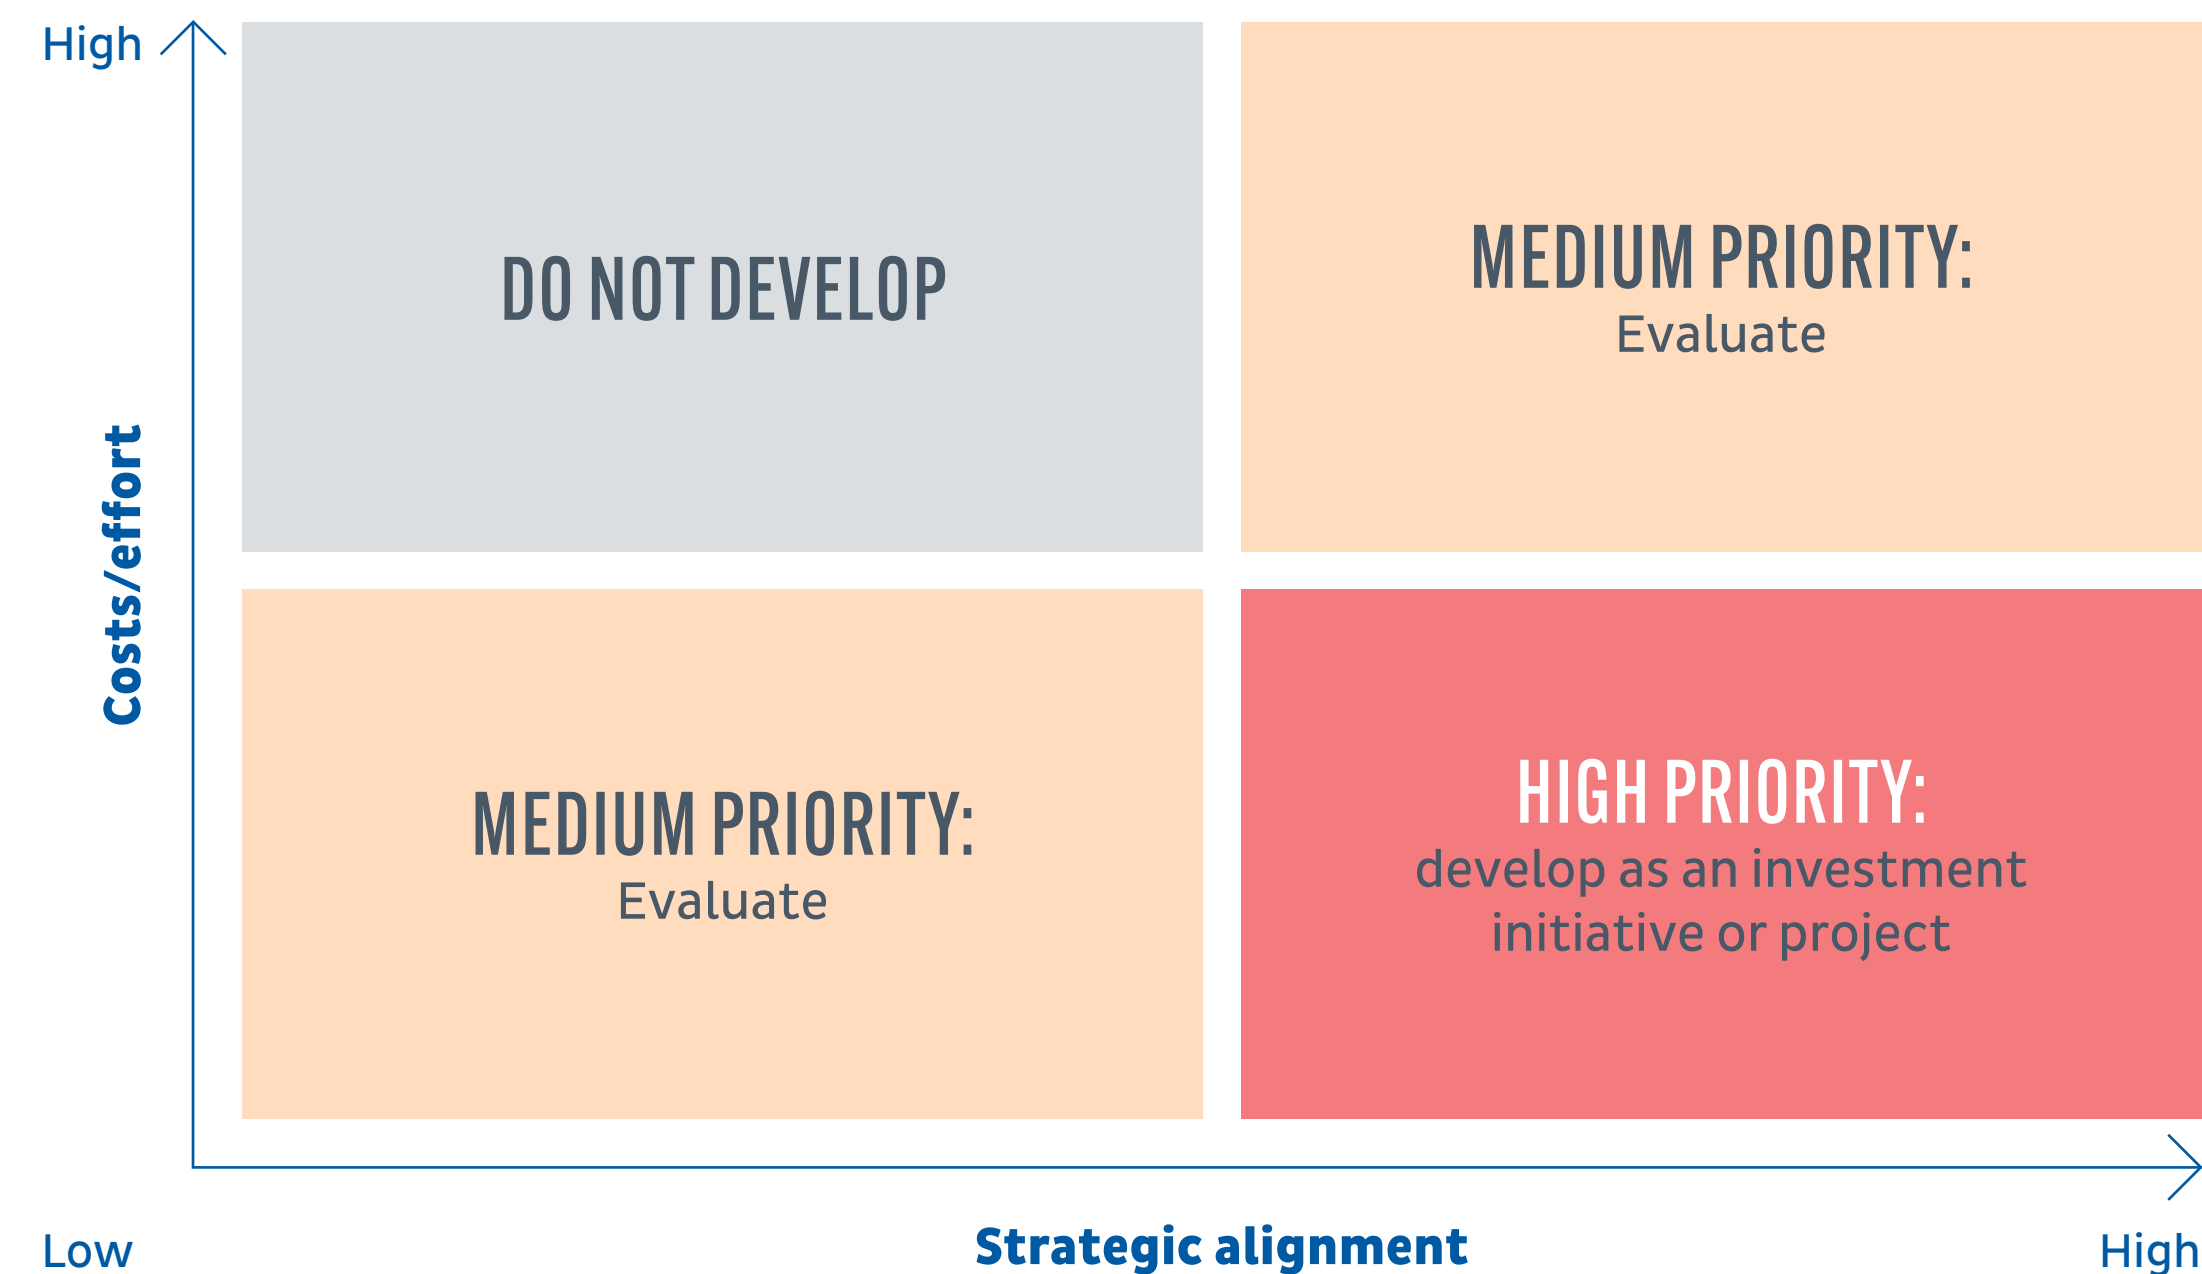 High
Costs/effort
DO NOT DEVELOP
MEDIUM PRIORITY:
Evaluate
MEDIUM PRIORITY:
Evaluate
HIGH PRIORITY:
develop as an investment
initiative or project
Low
Strategic alignment
High